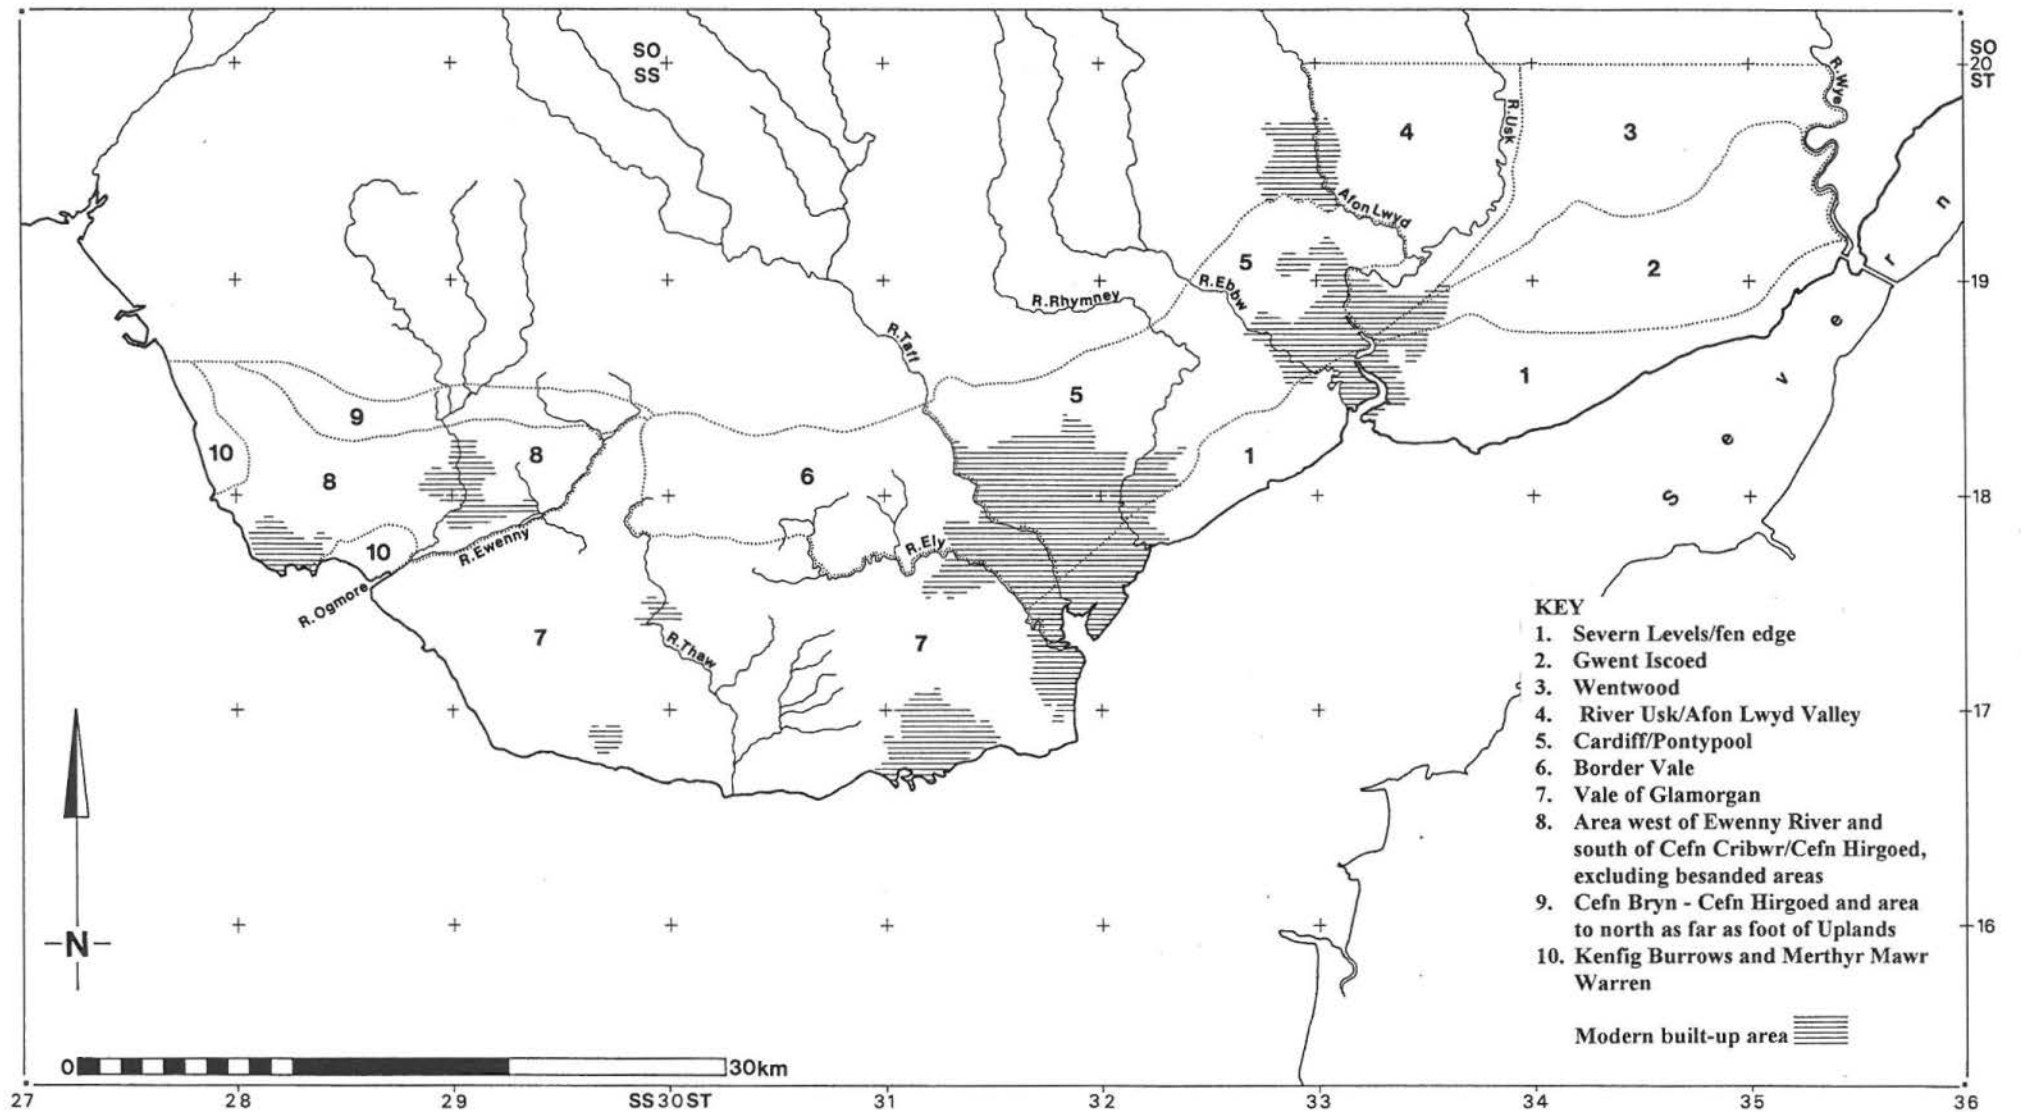 SO
SS
SO
20
ST
R.Wye
R.Usk
4
3
Afon Lwyd
n
5
2
R.Ebbw
r
19
R.Rhymney
e
R.Taff
1
v
5
9
10
8
6
1
e
8
S
18
10
R.Ewenny
R.Ely
R.Ogmore
7
R.Thaw
7
17
16
KEY
1. Severn Levels/fen edge
2. Gwent Iscoed
3. Wentwood
4. River Usk/Afon Lwyd Valley
5. Cardiff/Pontypool
6. Border Vale
7. Vale of Glamorgan
8. Area west of Ewenny River and
south of Cefn Cribwr/Cefn Hirgoed,
excluding besanded areas
9. Cefn Bryn - Cefn Hirgoed and area
to north as far as foot of Uplands
10. Kenfig Burrows and Merthyr Mawr
Warren
Modern built-up area
N
0 30km
27 28 29 SS30ST 31 32 33 34 35 36